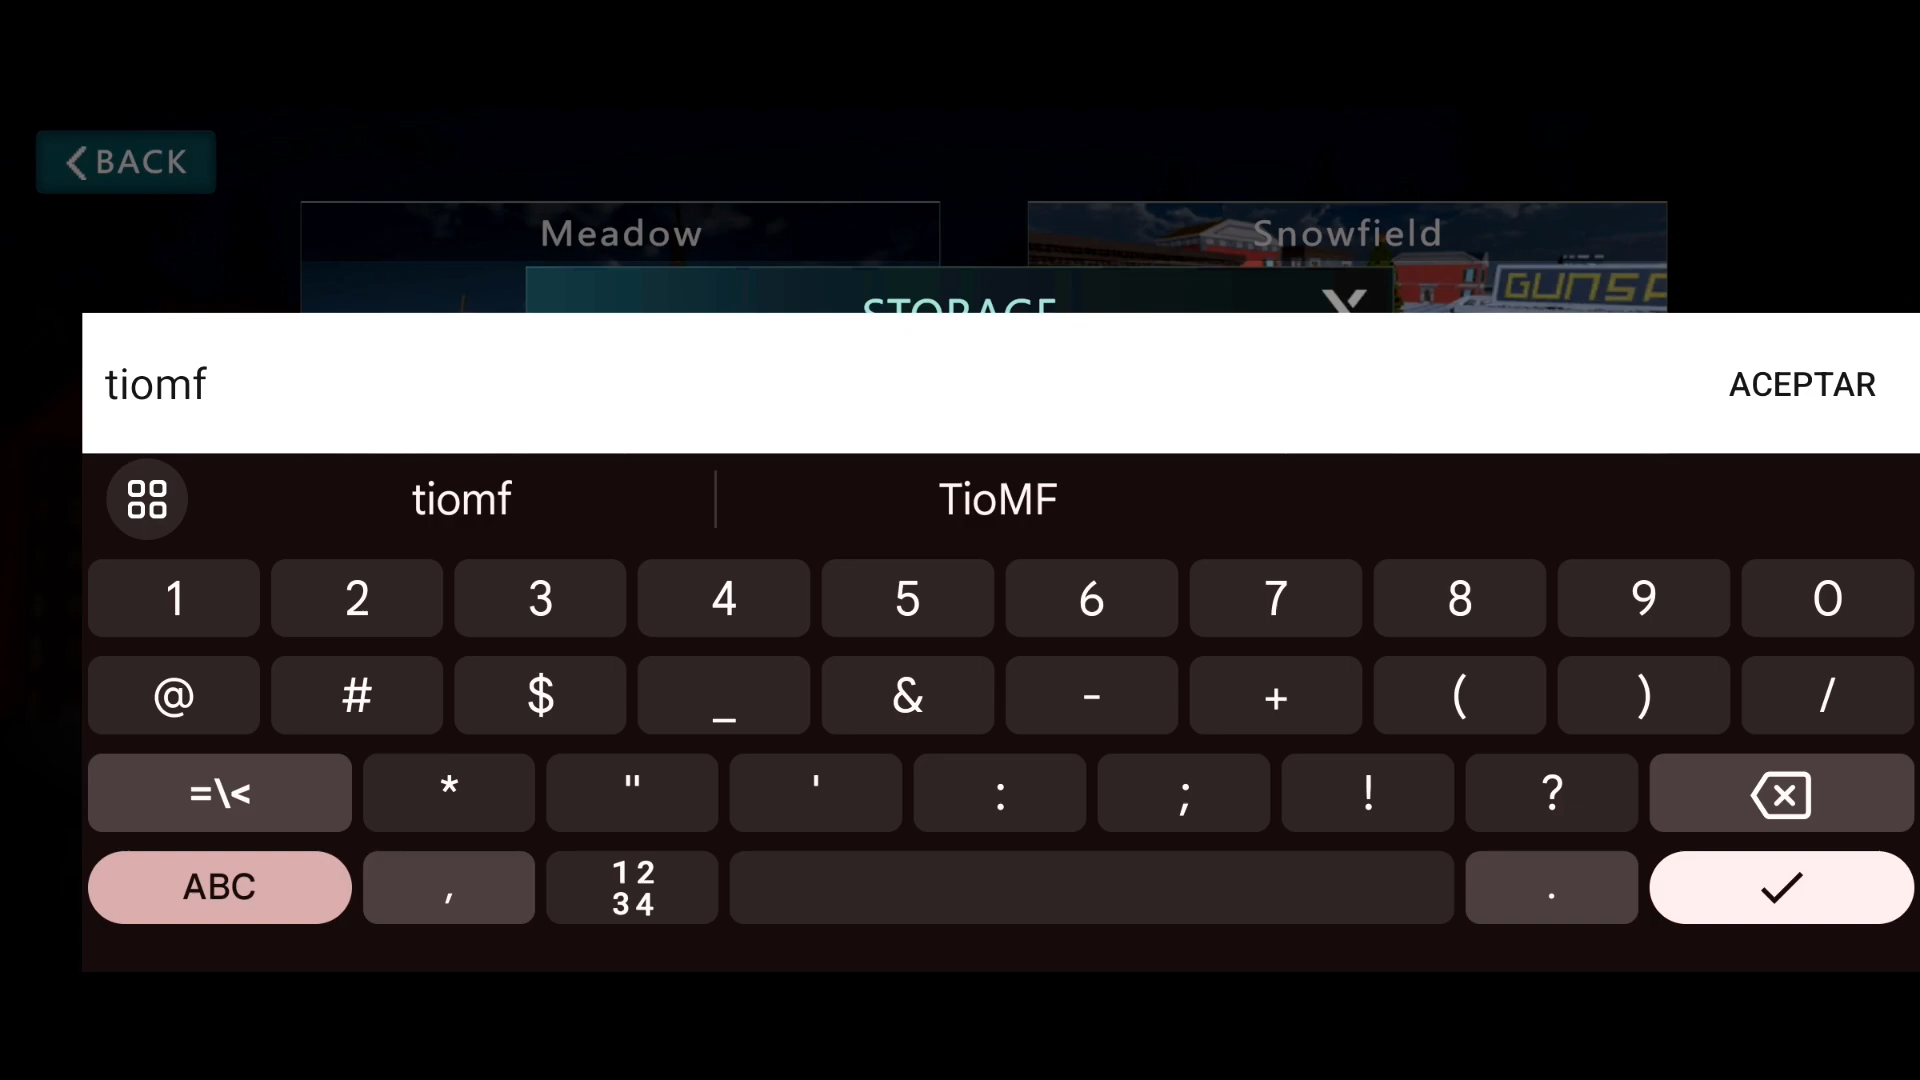 BACK
Meadow
Snowfield
STORAGE
X
tiomf
ACEPTAR
tiomf
TioMF
1 2 3 4 5 6 7 8 9 0
@ # $ _ & - + ( ) /
=\< * " ' : ; ! ?
ABC , 12 34 .